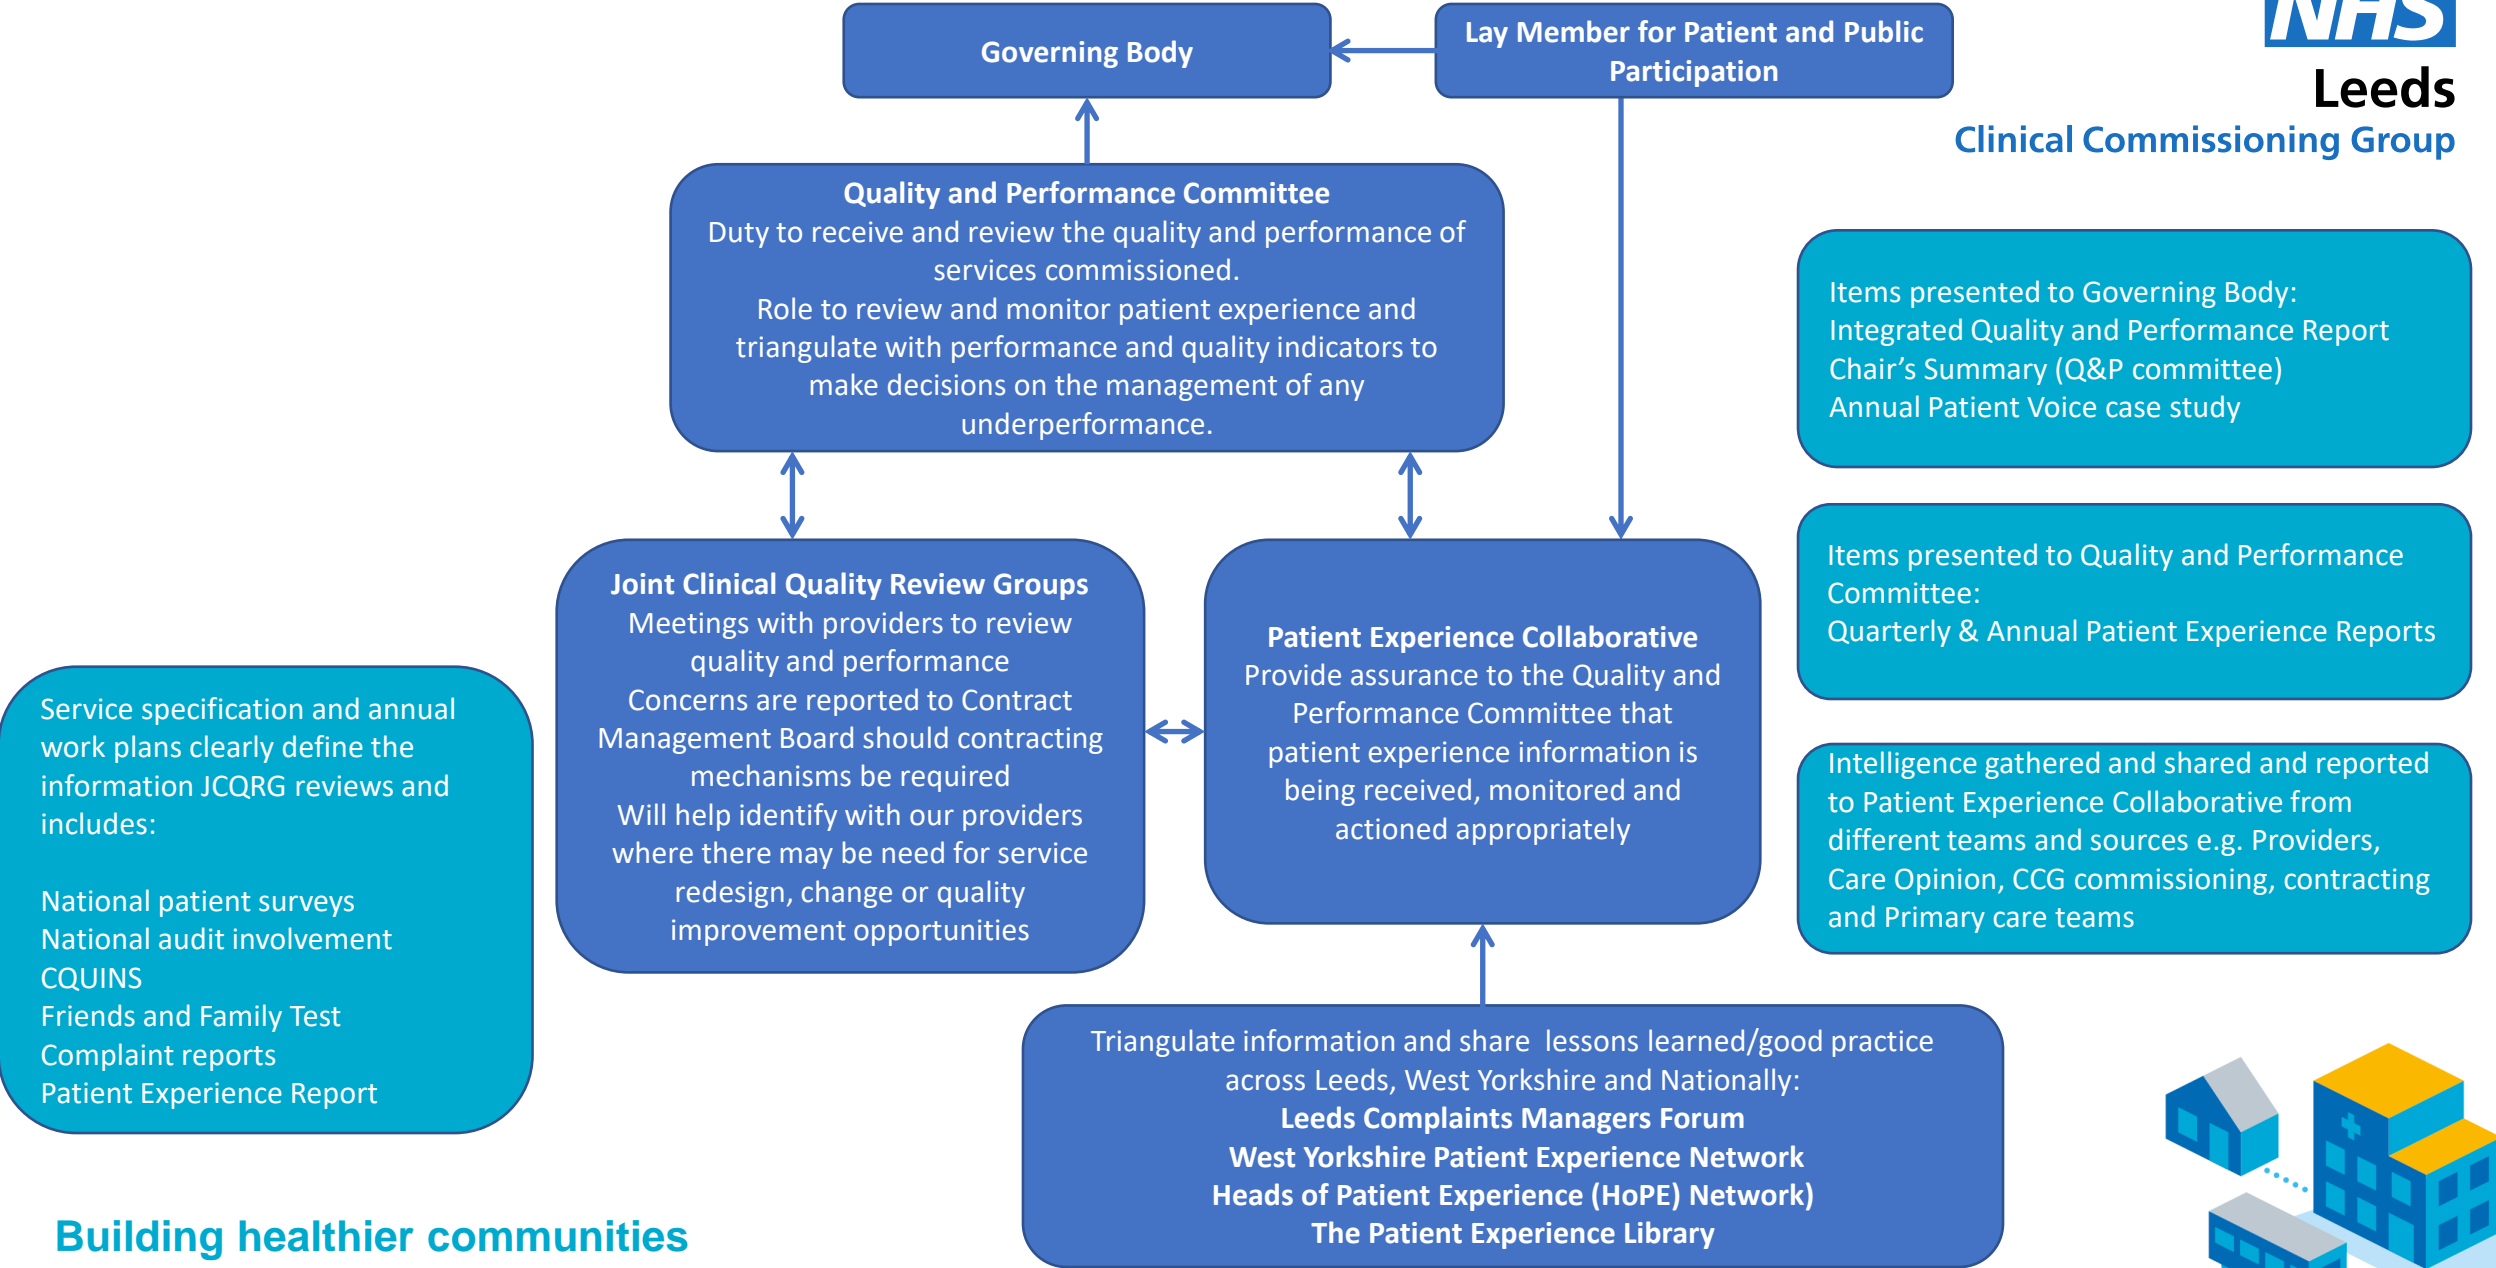 Governing Body
Lay Member for Patient and Public
Participation
NHS
Leeds
Clinical Commissioning Group
Quality and Performance Committee
Duty to receive and review the quality and performance of
services commissioned.
Role to review and monitor patient experience and
triangulate with performance and quality indicators to
make decisions on the management of any
underperformance.
Items presented to Governing Body:
Integrated Quality and Performance Report
Chair’s Summary (Q&P committee)
Annual Patient Voice case study
Items presented to Quality and Performance
Committee:
Quarterly & Annual Patient Experience Reports
Joint Clinical Quality Review Groups
Meetings with providers to review
quality and performance
Concerns are reported to Contract
Management Board should contracting
mechanisms be required
Will help identify with our providers
where there may be need for service
redesign, change or quality
improvement opportunities
Patient Experience Collaborative
Provide assurance to the Quality and
Performance Committee that
patient experience information is
being received, monitored and
actioned appropriately
Intelligence gathered and shared and reported
to Patient Experience Collaborative from
different teams and sources e.g. Providers,
Care Opinion, CCG commissioning, contracting
and Primary care teams
Service specification and annual
work plans clearly define the
information JCQRG reviews and
includes:
National patient surveys
National audit involvement
CQUINS
Friends and Family Test
Complaint reports
Patient Experience Report
Triangulate information and share  lessons learned/good practice
across Leeds, West Yorkshire and Nationally:
Leeds Complaints Managers Forum
West Yorkshire Patient Experience Network
Heads of Patient Experience (HoPE) Network)
The Patient Experience Library
Building healthier communities